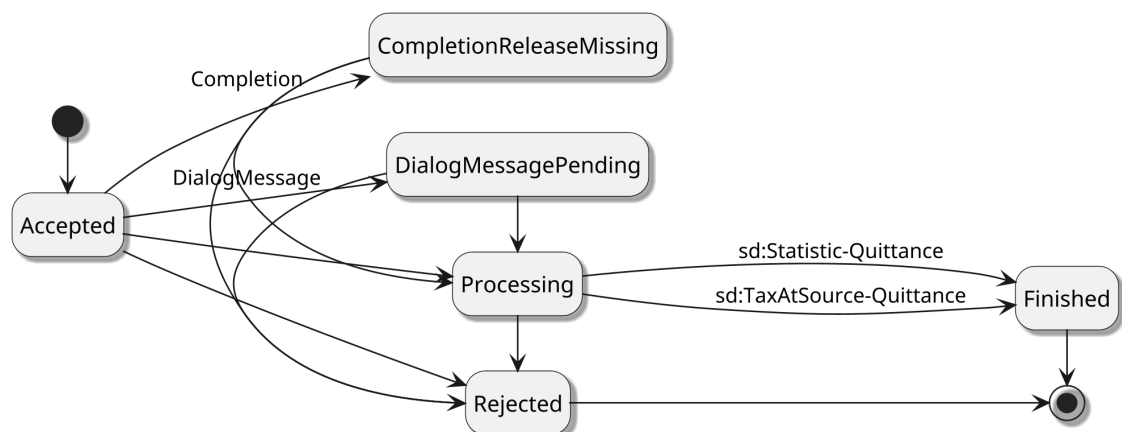 CompletionReleaseMissing
Completion
DialogMessagePending
DialogMessage
Accepted
sd:Statistic-Quittance
Processing
sd:TaxAtSource-Quittance
Finished
Rejected